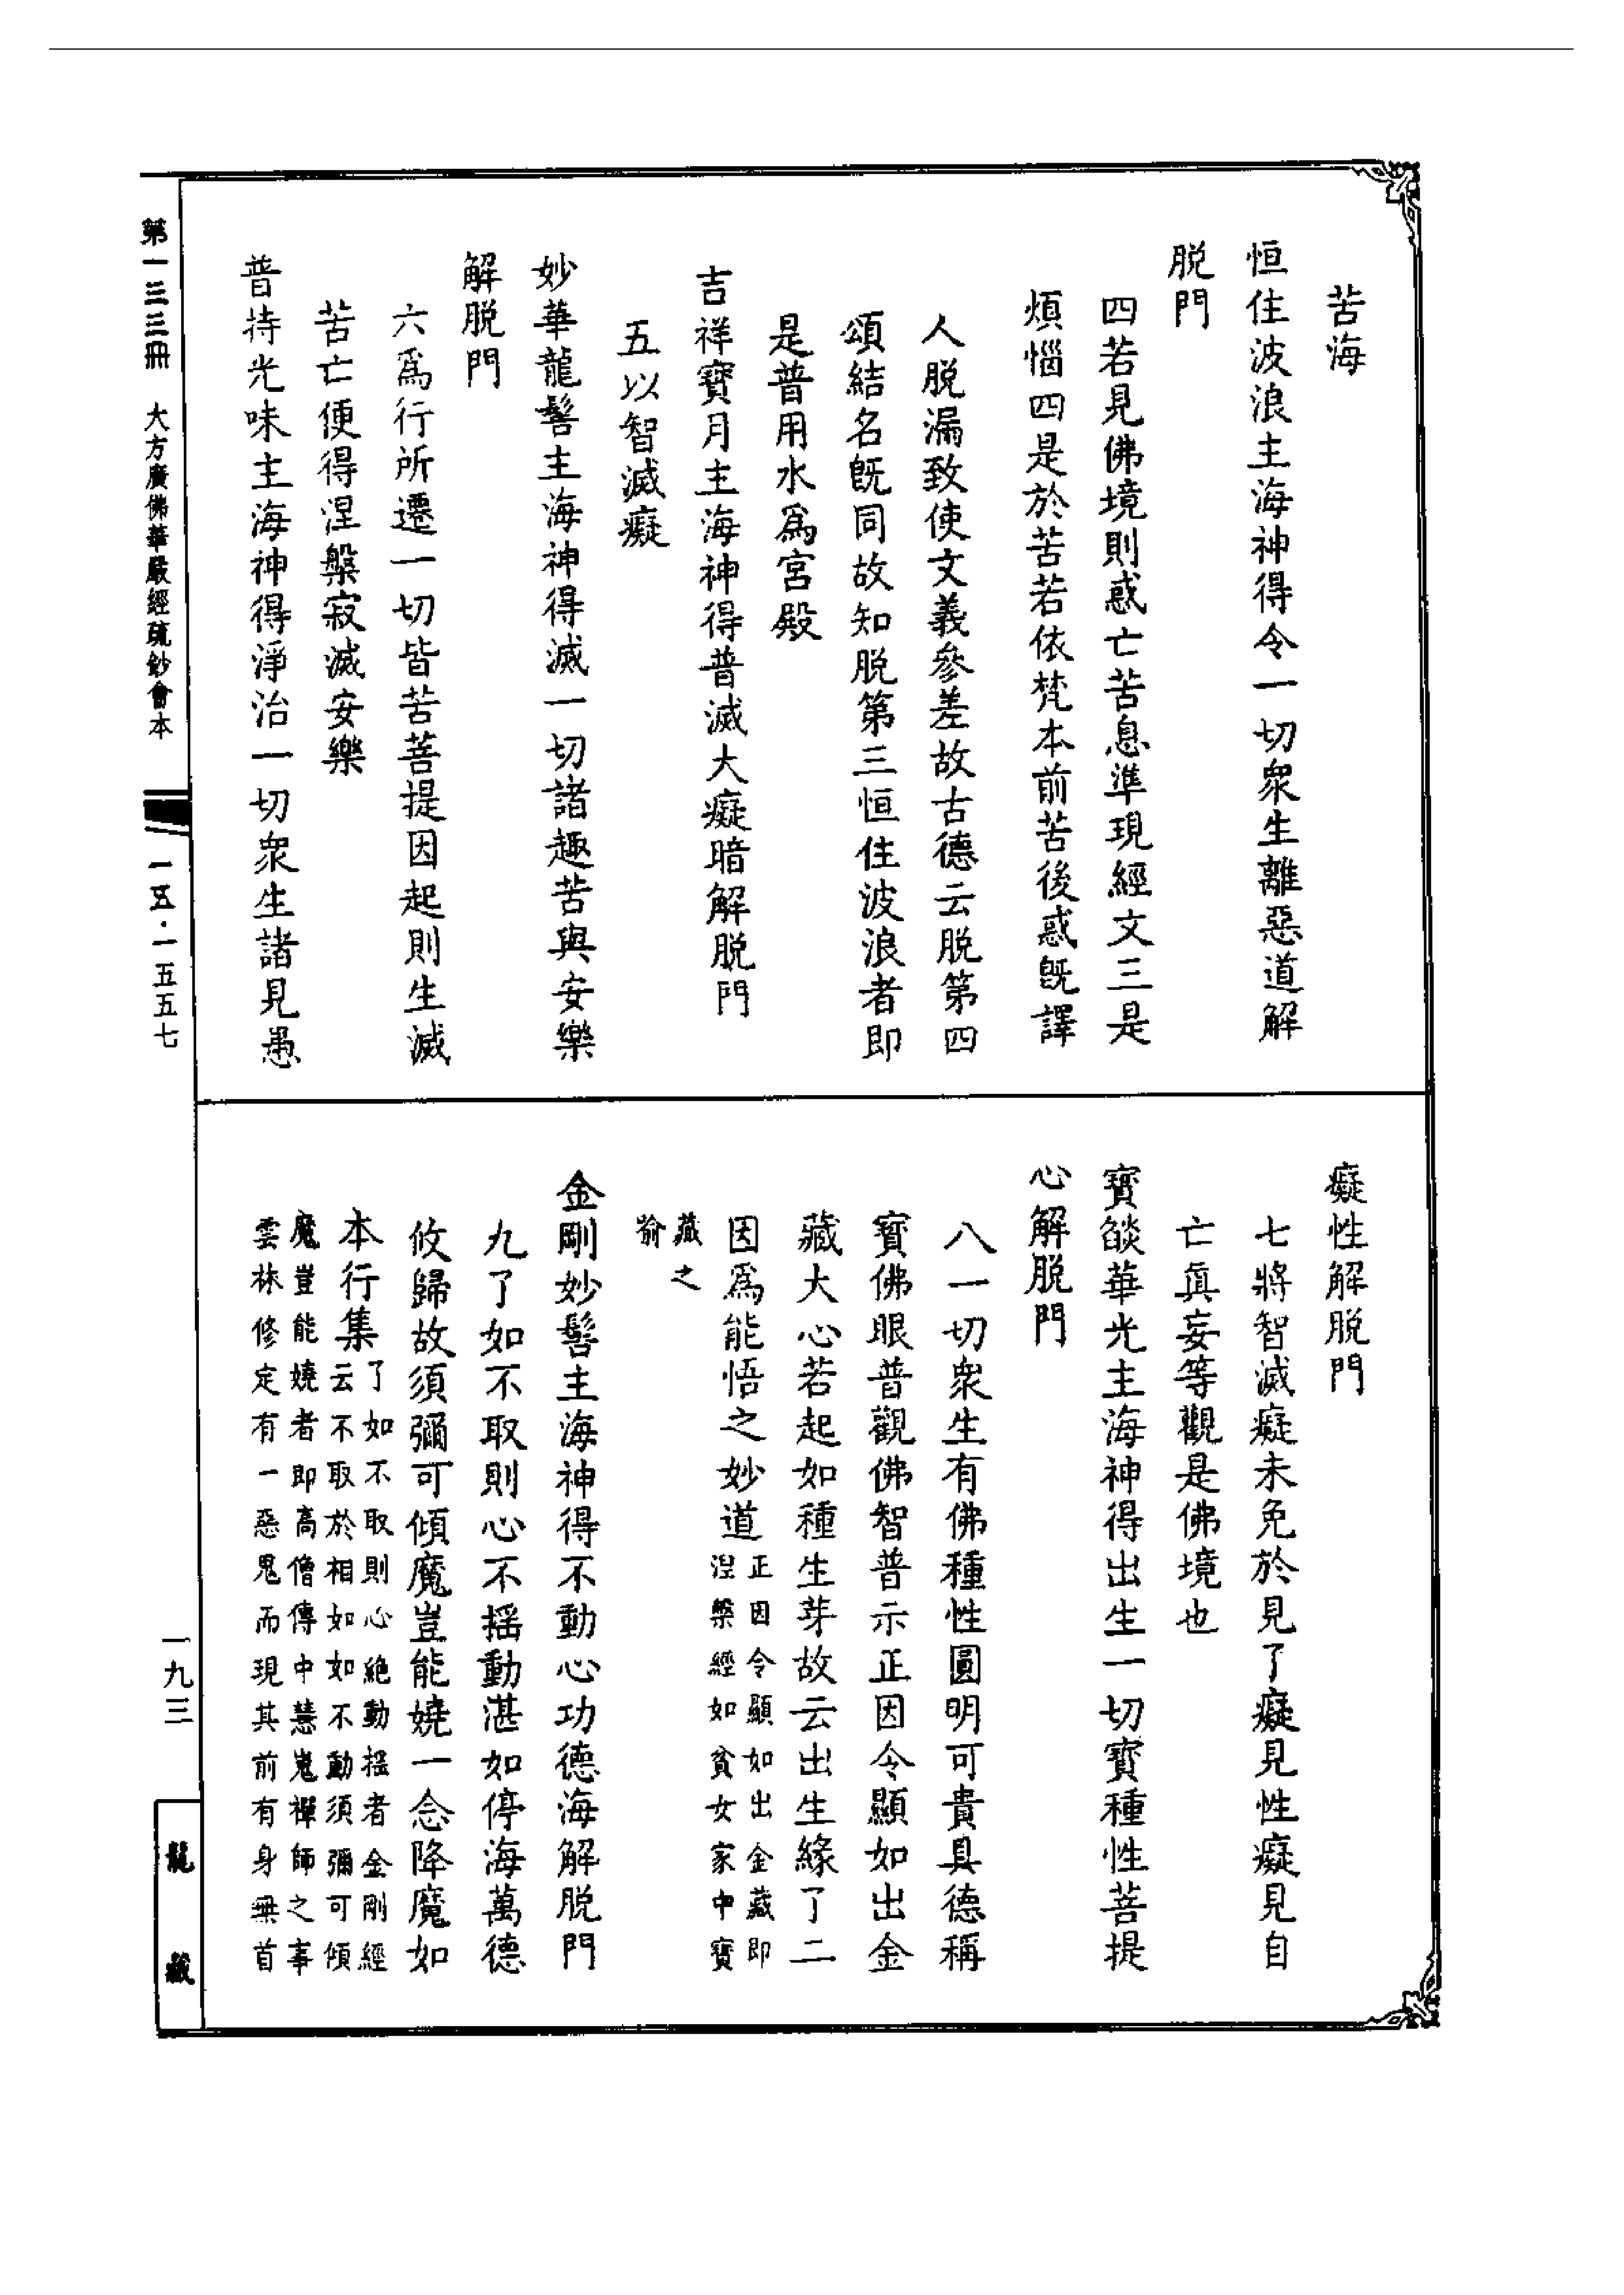 苦海
恒住波浪主海神得令一切衆生離惡道解
脱門
四若見佛境則惑亡苦息準現經文三是
煩惱四是於苦若依梵本前苦後惑旣譯
人脱漏致使文義參差故古德云脱第四
頌結名旣同故知脱第三恒住波浪者即
是普用水爲宮殿
吉祥寶月主海神得普滅大癡暗解脱門
五以智滅癡
妙華龍髻主海神得滅一切諸趣苦與安樂
解脱門
六爲行所遷一切皆苦菩提因起則生滅
苦亡便得涅槃寂滅安樂
普持光味主海神得淨治一切衆生諸見愚
癡性解脱門
七將智滅癡未免於見了癡見性癡見自
亡眞妄等觀是佛境也
寶燄華光主海神得出生一切寶種性菩提
心解脱門
八一切衆生有佛種性圓明可貴具德稱
寶佛眼普觀佛智普示正因令顯如出金
藏大心若起如種生芽故云出生緣了二
因爲能悟之妙道
正因令顯如出金藏即
涅槃經如貧女家中寶
藏之
喻
金剛妙髻主海神得不動心功德海解脱門
九了如不取則心不摇動湛如停海萬德
攸歸故須彌可傾魔豈能嬈一念降魔如
本行集
了如不取則心絶動摇者金剛經
云不取於相如如不動須彌可傾
魔豈能嬈者即高僧傳中慧嵬禪師之事
雲林修定有一惡鬼而現其前有身無首
第一三三冊　大方廣佛華嚴經疏鈔會本
一五·一五五七
一九三
龍藏